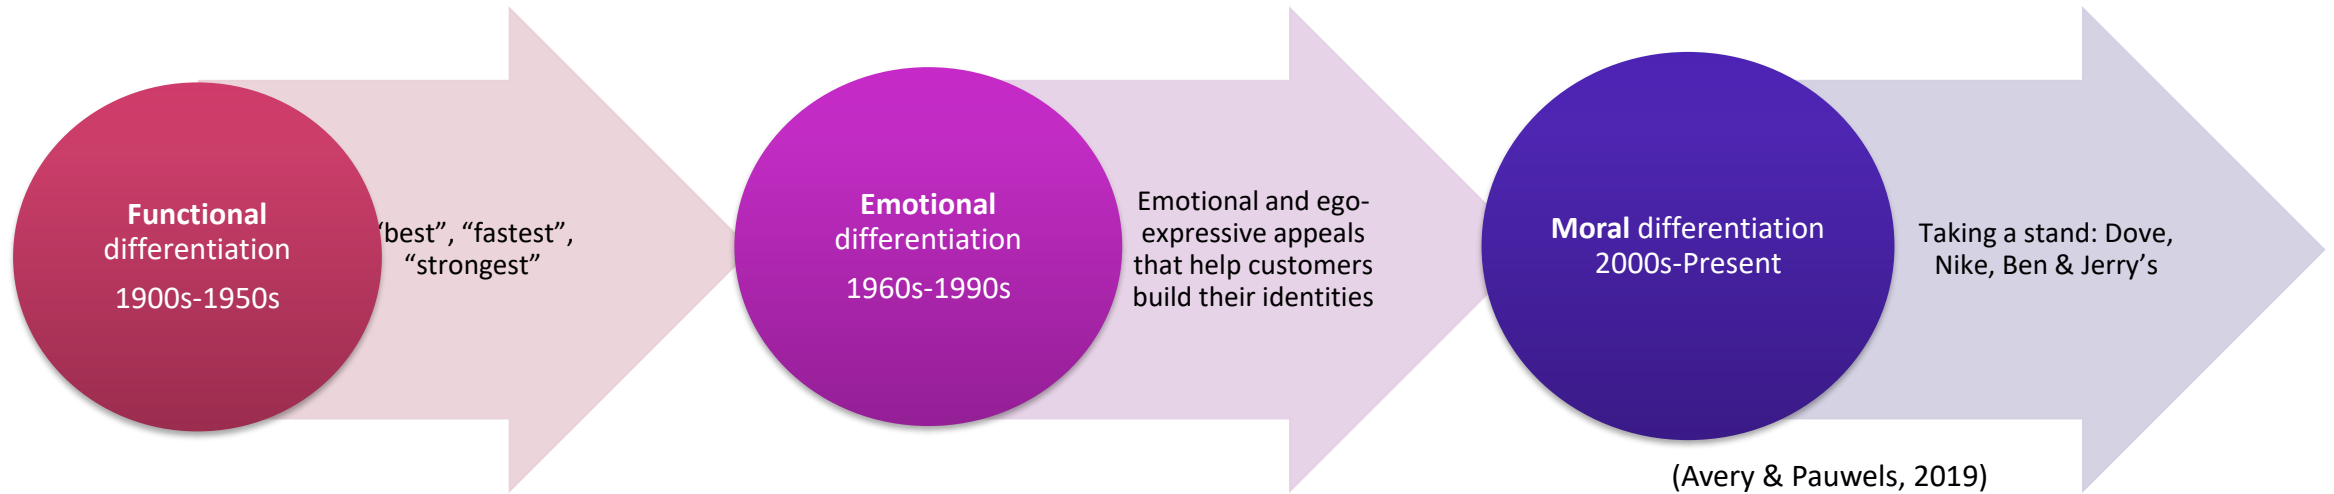 Functional
differentiation
1900s-1950s
“best”, “fastest”,
“strongest”
Emotional
differentiation
1960s-1990s
Emotional and ego-
expressive appeals
that help customers
build their identities
Moral differentiation
2000s-Present
Taking a stand: Dove,
Nike, Ben & Jerry’s
(Avery & Pauwels, 2019)